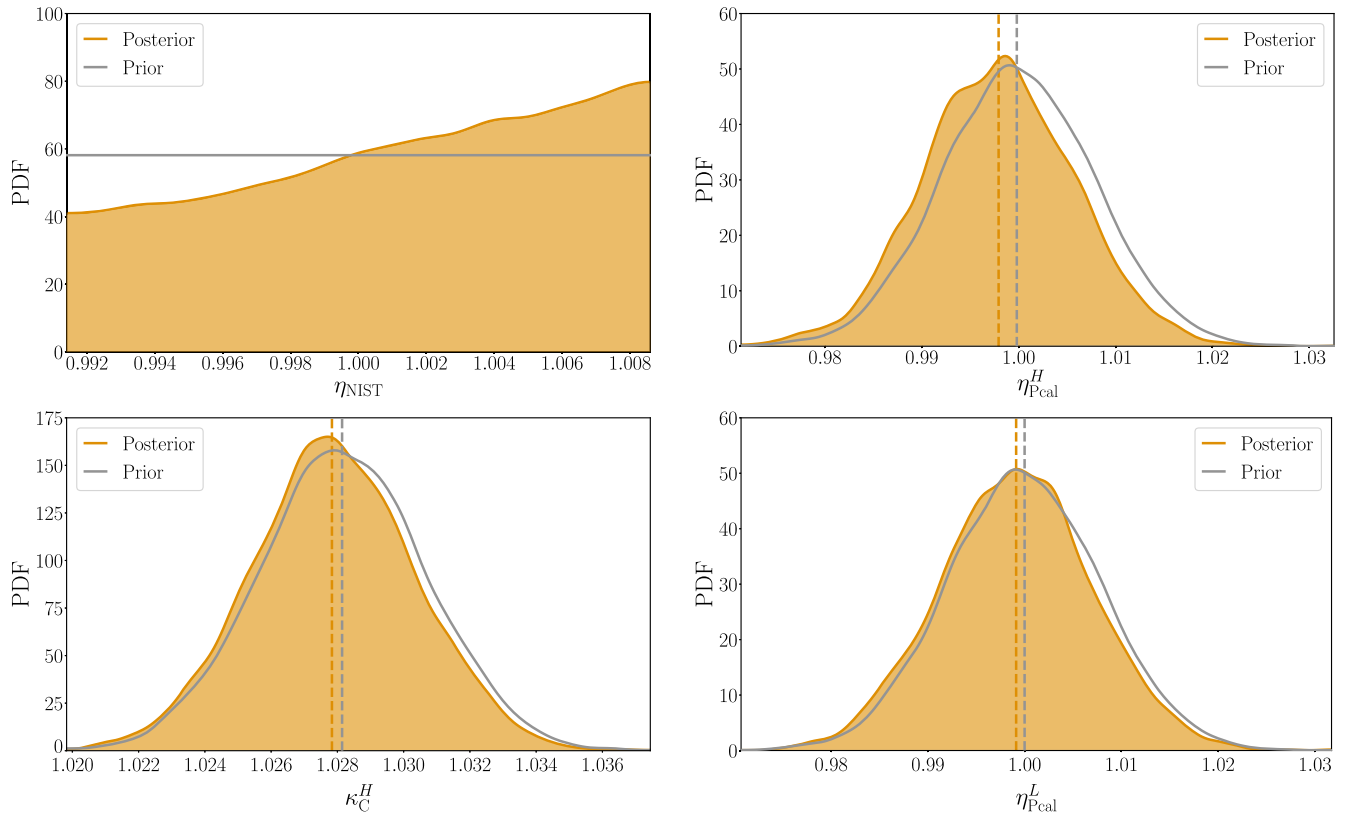 100
80
60
40
20
0
PDF
Posterior
Prior
0.992 0.994 0.996 0.998 1.000 1.002 1.004 1.006 1.008
η_NIST
60
50
40
30
20
10
0
PDF
Posterior
Prior
0.98 0.99 1.00 1.01 1.02 1.03
η^H_Pcal
175
150
125
100
75
50
25
0
PDF
Posterior
Prior
1.020 1.022 1.024 1.026 1.028 1.030 1.032 1.034 1.036
κ^H_C
60
50
40
30
20
10
0
PDF
Posterior
Prior
0.98 0.99 1.00 1.01 1.02 1.03
η^L_Pcal